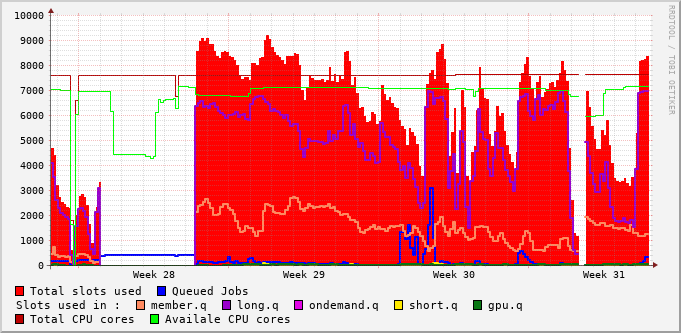 10000
9000
8000
7000
6000
5000
4000
3000
2000
1000
0
Week 28 Week 29 Week 30 Week 31
RRDTOOL / TOBI OETIKER
Total slots used Queued Jobs
Slots used in : member.q long.q ondemand.q short.q gpu.q
Total CPU cores Availale CPU cores